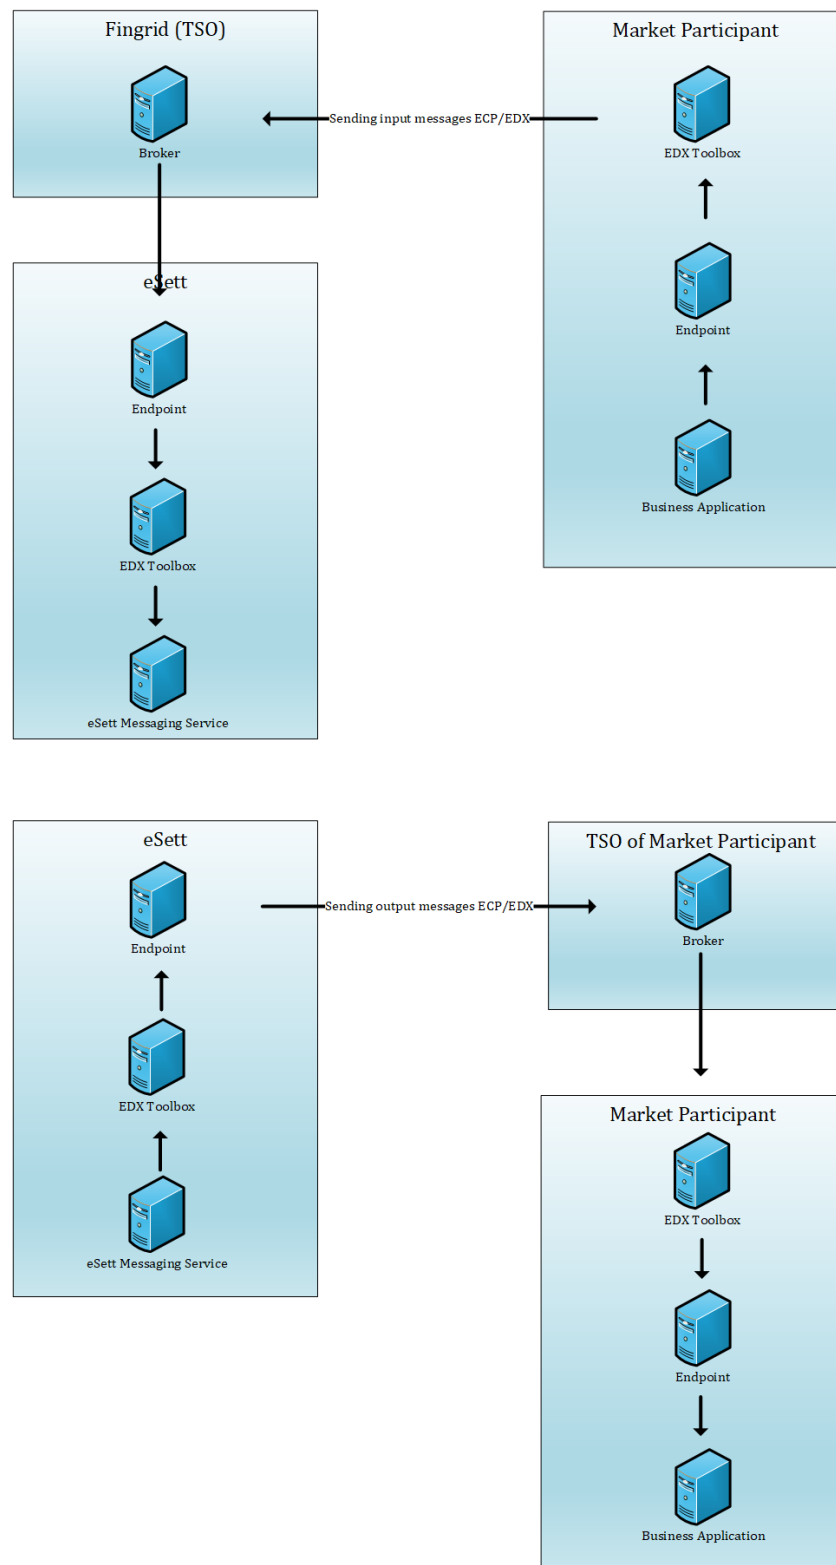 Fingrid (TSO)
Market Participant
Broker
Sending input messages ECP/EDX
EDX Toolbox
eSett
Endpoint
Endpoint
EDX Toolbox
Business Application
eSett Messaging Service
eSett
TSO of Market Participant
Endpoint
Sending output messages ECP/EDX
Broker
EDX Toolbox
Market Participant
eSett Messaging Service
EDX Toolbox
Endpoint
Business Application